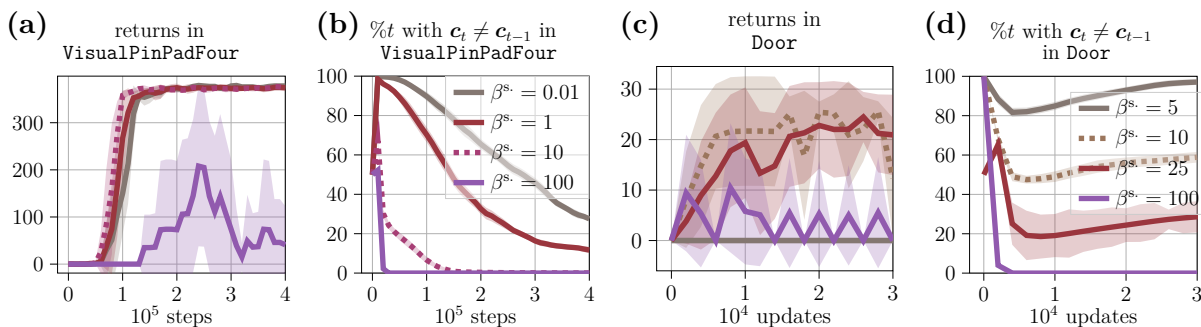 (a)
returns in
VisualPinPadFour
0
100
200
300
0
1
2
3
4
10⁵ steps
(b)
%t with c_t ≠ c_{t−1} in
VisualPinPadFour
100
80
60
40
20
0
β^{s.} = 0.01
β^{s.} = 1
β^{s.} = 10
β^{s.} = 100
0
1
2
3
4
10⁵ steps
(c)
returns in
Door
30
20
10
0
0
1
2
3
10⁴ updates
(d)
%t with c_t ≠ c_{t−1}
in Door
100
80
60
40
20
0
β^{s.} = 5
β^{s.} = 10
β^{s.} = 25
β^{s.} = 100
0
1
2
3
10⁴ updates